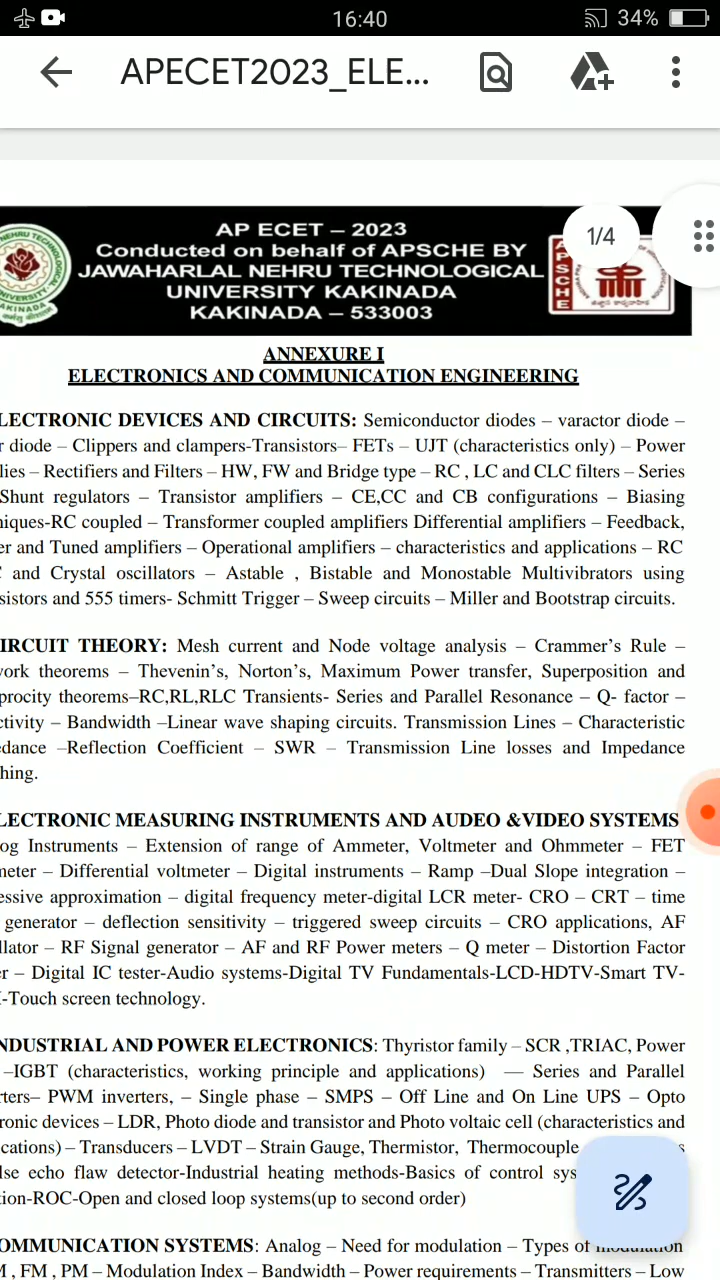 16:40
34%
APECET2023_ELE...
AP ECET – 2023
Conducted on behalf of APSCHE BY
JAWAHARLAL NEHRU TECHNOLOGICAL
UNIVERSITY KAKINADA
KAKINADA – 533003
APSCHE
1/4
ANNEXURE I
ELECTRONICS AND COMMUNICATION ENGINEERING
LECTRONIC DEVICES AND CIRCUITS: Semiconductor diodes – varactor diode –
r diode – Clippers and clampers-Transistors– FETs – UJT (characteristics only) – Power
lies – Rectifiers and Filters – HW, FW and Bridge type – RC , LC and CLC filters – Series
Shunt regulators – Transistor amplifiers – CE,CC and CB configurations – Biasing
niques-RC coupled – Transformer coupled amplifiers Differential amplifiers – Feedback,
er and Tuned amplifiers – Operational amplifiers – characteristics and applications – RC
and Crystal oscillators – Astable , Bistable and Monostable Multivibrators using
sistors and 555 timers- Schmitt Trigger – Sweep circuits – Miller and Bootstrap circuits.
IRCUIT THEORY: Mesh current and Node voltage analysis – Crammer's Rule –
work theorems – Thevenin's, Norton's, Maximum Power transfer, Superposition and
procity theorems–RC,RL,RLC Transients- Series and Parallel Resonance – Q- factor –
ctivity – Bandwidth –Linear wave shaping circuits. Transmission Lines – Characteristic
edance –Reflection Coefficient – SWR – Transmission Line losses and Impedance
hing.
LECTRONIC MEASURING INSTRUMENTS AND AUDEO &VIDEO SYSTEMS
og Instruments – Extension of range of Ammeter, Voltmeter and Ohmmeter – FET
meter – Differential voltmeter – Digital instruments – Ramp –Dual Slope integration –
essive approximation – digital frequency meter-digital LCR meter- CRO – CRT – time
generator – deflection sensitivity – triggered sweep circuits – CRO applications, AF
llator – RF Signal generator – AF and RF Power meters – Q meter – Distortion Factor
er – Digital IC tester-Audio systems-Digital TV Fundamentals-LCD-HDTV-Smart TV-
-Touch screen technology.
NDUSTRIAL AND POWER ELECTRONICS: Thyristor family – SCR ,TRIAC, Power
–IGBT (characteristics, working principle and applications) — Series and Parallel
rters– PWM inverters, – Single phase – SMPS – Off Line and On Line UPS – Opto
ronic devices – LDR, Photo diode and transistor and Photo voltaic cell (characteristics and
cations) – Transducers – LVDT – Strain Gauge, Thermistor, Thermocouple s
lse echo flaw detector-Industrial heating methods-Basics of control sys
tion-ROC-Open and closed loop systems(up to second order)
OMMUNICATION SYSTEMS: Analog – Need for modulation – Types of modulation
M , FM , PM – Modulation Index – Bandwidth – Power requirements – Transmitters – Low